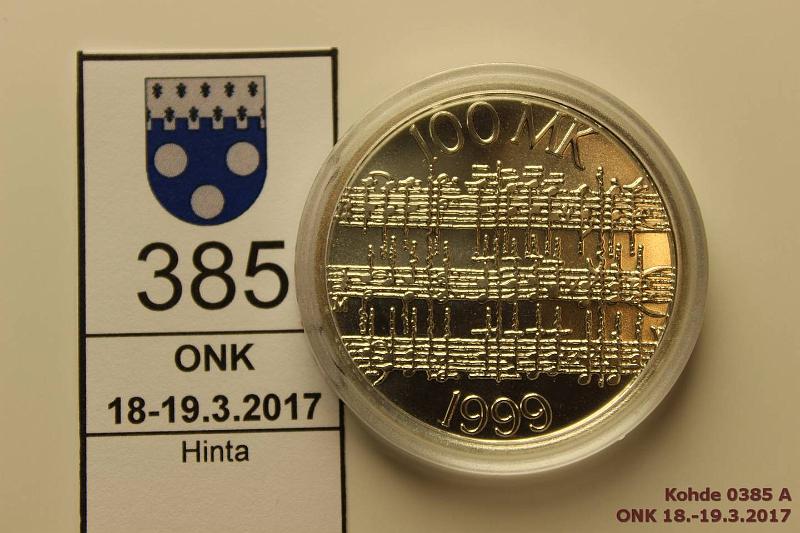 385
ONK
18-19.3.2017
Hinta
100 MK
1999
Kohde 0385 A
ONK 18.-19.3.2017